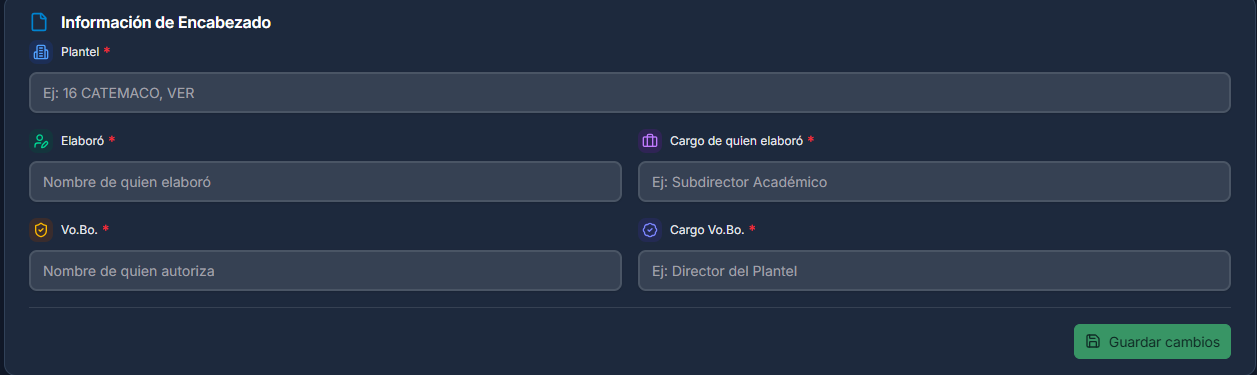 Información de Encabezado
Plantel *
Ej: 16 CATEMACO, VER
Elaboró *
Cargo de quien elaboró *
Nombre de quien elaboró
Ej: Subdirector Académico
Vo.Bo. *
Cargo Vo.Bo. *
Nombre de quien autoriza
Ej: Director del Plantel
Guardar cambios